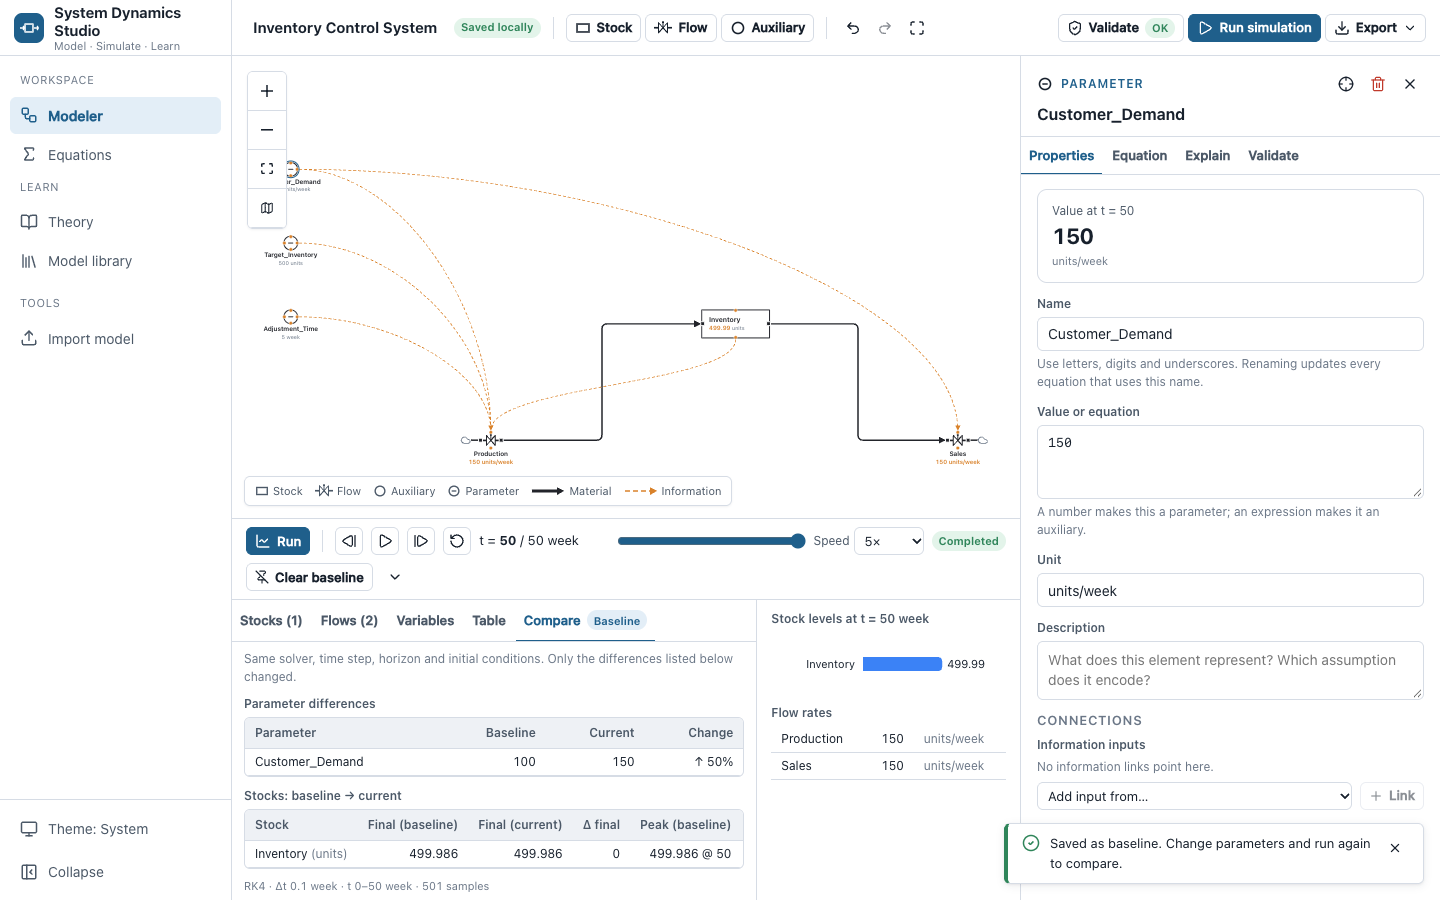 System Dynamics
Studio
Model · Simulate · Learn
Inventory Control System
Saved locally
Stock
Flow
Auxiliary
Validate
OK
Run simulation
Export
WORKSPACE
Modeler
Equations
LEARN
Theory
Model library
TOOLS
Import model
Theme: System
Collapse
er_Demand
its/week
Target_Inventory
500 units
Adjustment_Time
5 week
Inventory
499.99 units
Production
150 units/week
Sales
150 units/week
Stock
Flow
Auxiliary
Parameter
Material
Information
Run
t = 50 / 50 week
Speed
5×
Completed
Clear baseline
Stocks (1)
Flows (2)
Variables
Table
Compare
Baseline
Same solver, time step, horizon and initial conditions. Only the differences listed below
changed.
Parameter differences
Parameter Baseline Current Change
Customer_Demand 100 150 ↑ 50%
Stocks: baseline → current
Stock Final (baseline) Final (current) Δ final Peak (baseline)
Inventory (units) 499.986 499.986 0 499.986 @ 50
RK4 · Δt 0.1 week · t 0–50 week · 501 samples
Stock levels at t = 50 week
Inventory 499.99
Flow rates
Production 150 units/week
Sales 150 units/week
PARAMETER
Customer_Demand
Properties
Equation
Explain
Validate
Value at t = 50
150
units/week
Name
Customer_Demand
Use letters, digits and underscores. Renaming updates every
equation that uses this name.
Value or equation
150
A number makes this a parameter; an expression makes it an
auxiliary.
Unit
units/week
Description
What does this element represent? Which assumption
does it encode?
CONNECTIONS
Information inputs
No information links point here.
Add input from...
Link
Saved as baseline. Change parameters and run again
to compare.